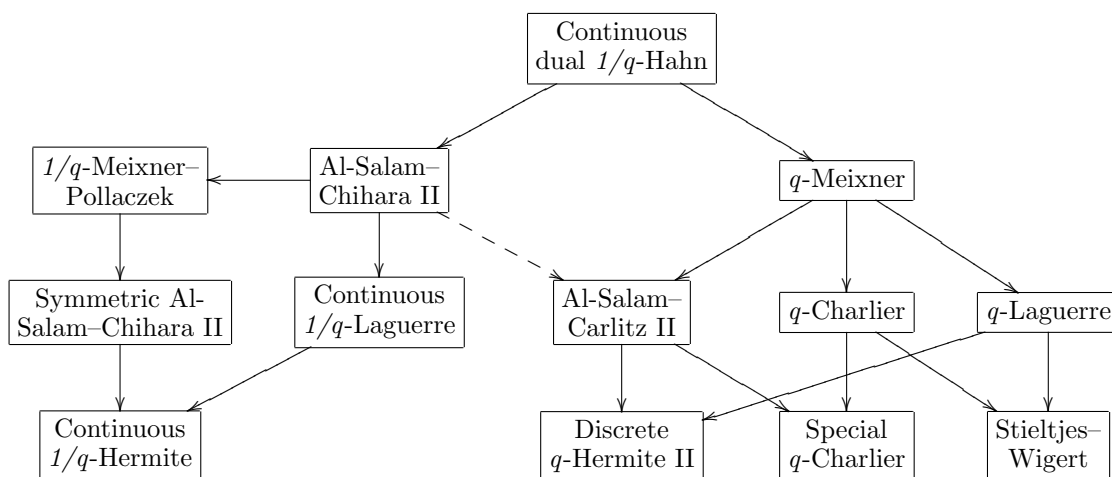 Continuous
dual 1/q-Hahn
1/q-Meixner–
Pollaczek
Al-Salam–
Chihara II
q-Meixner
Symmetric Al-
Salam–Chihara II
Continuous
1/q-Laguerre
Al-Salam–
Carlitz II
q-Charlier
q-Laguerre
Continuous
1/q-Hermite
Discrete
q-Hermite II
Special
q-Charlier
Stieltjes–
Wigert